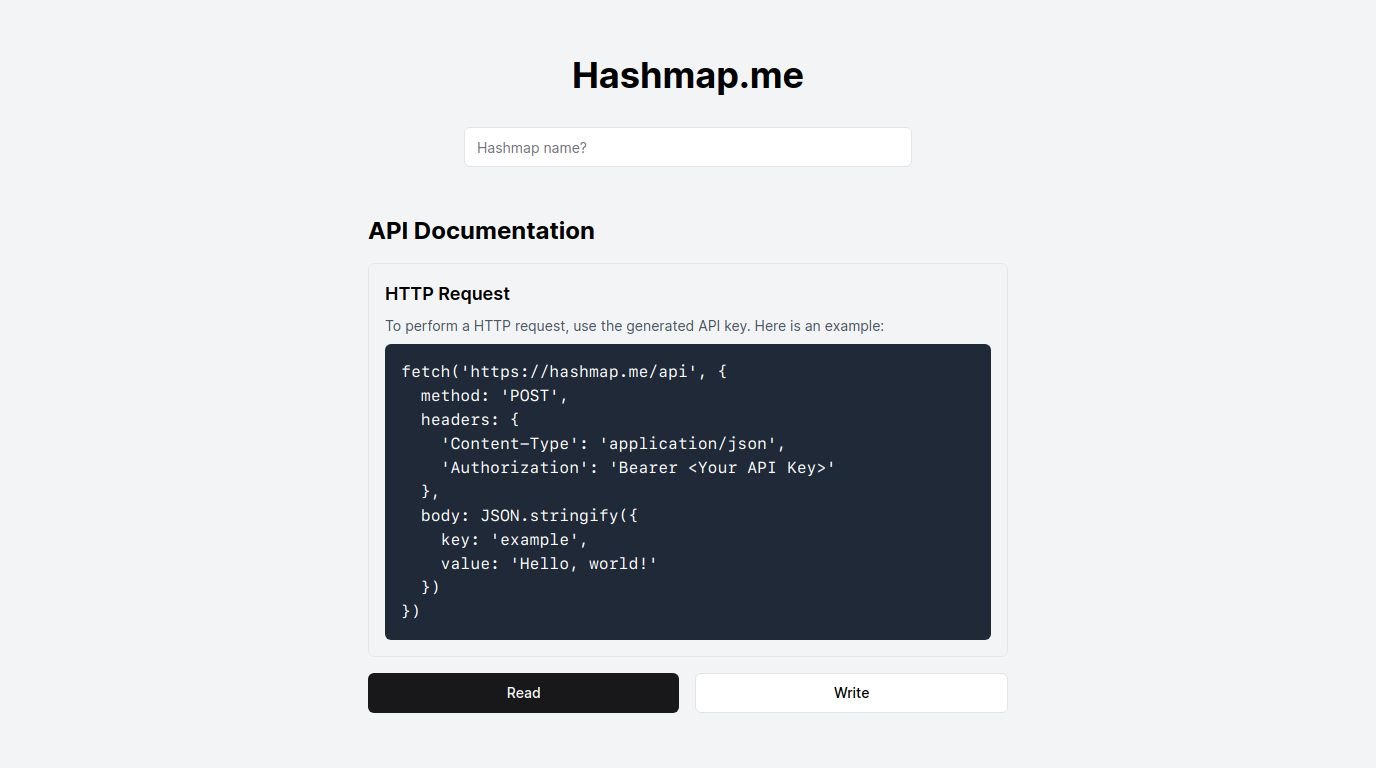 Hashmap.me
Hashmap name?
API Documentation
HTTP Request
To perform a HTTP request, use the generated API key. Here is an example:
fetch('https://hashmap.me/api', {
  method: 'POST',
  headers: {
    'Content-Type': 'application/json',
    'Authorization': 'Bearer <Your API Key>'
  },
  body: JSON.stringify({
    key: 'example',
    value: 'Hello, world!'
  })
})
Read
Write